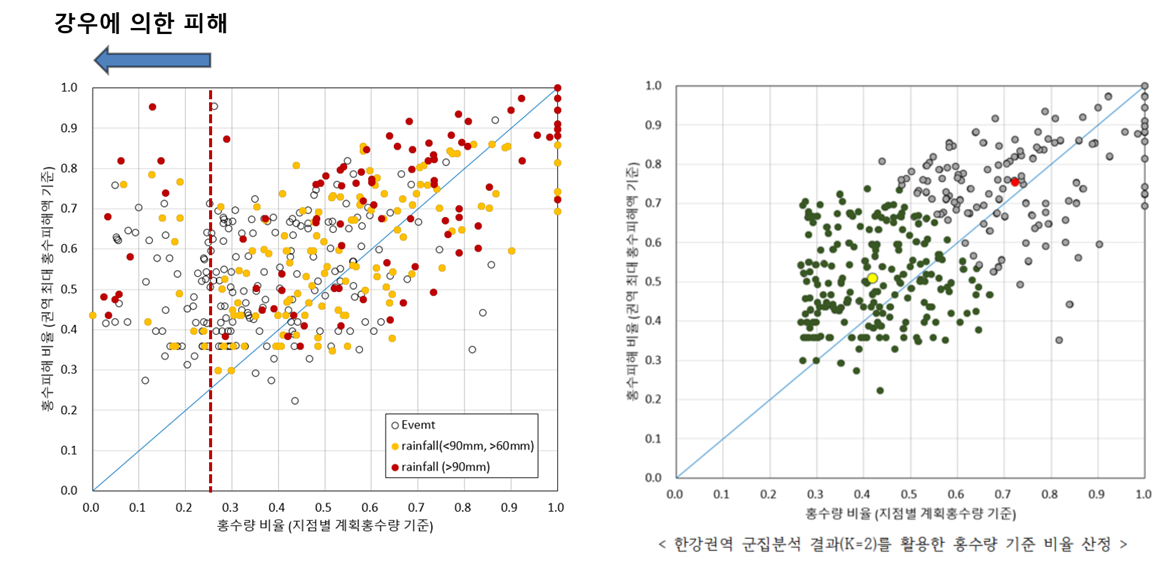 강우에 의한 피해
홍수피해 비율 (권역 최대 홍수피해액 기준)
1.0
0.9
0.8
0.7
0.6
0.5
0.4
0.3
0.2
0.1
0.0
Evemt
rainfall(<90mm, >60mm)
rainfall (>90mm)
0.0 0.1 0.2 0.3 0.4 0.5 0.6 0.7 0.8 0.9 1.0
홍수량 비율 (지점별 계획홍수량 기준)
홍수피해 비율 (권역 최대 홍수피해액 기준)
1.0
0.9
0.8
0.7
0.6
0.5
0.4
0.3
0.2
0.1
0.0
0.0 0.1 0.2 0.3 0.4 0.5 0.6 0.7 0.8 0.9 1.0
홍수량 비율 (지점별 계획홍수량 기준)
< 한강권역 군집분석 결과(K=2)를 활용한 홍수량 기준 비율 산정 >